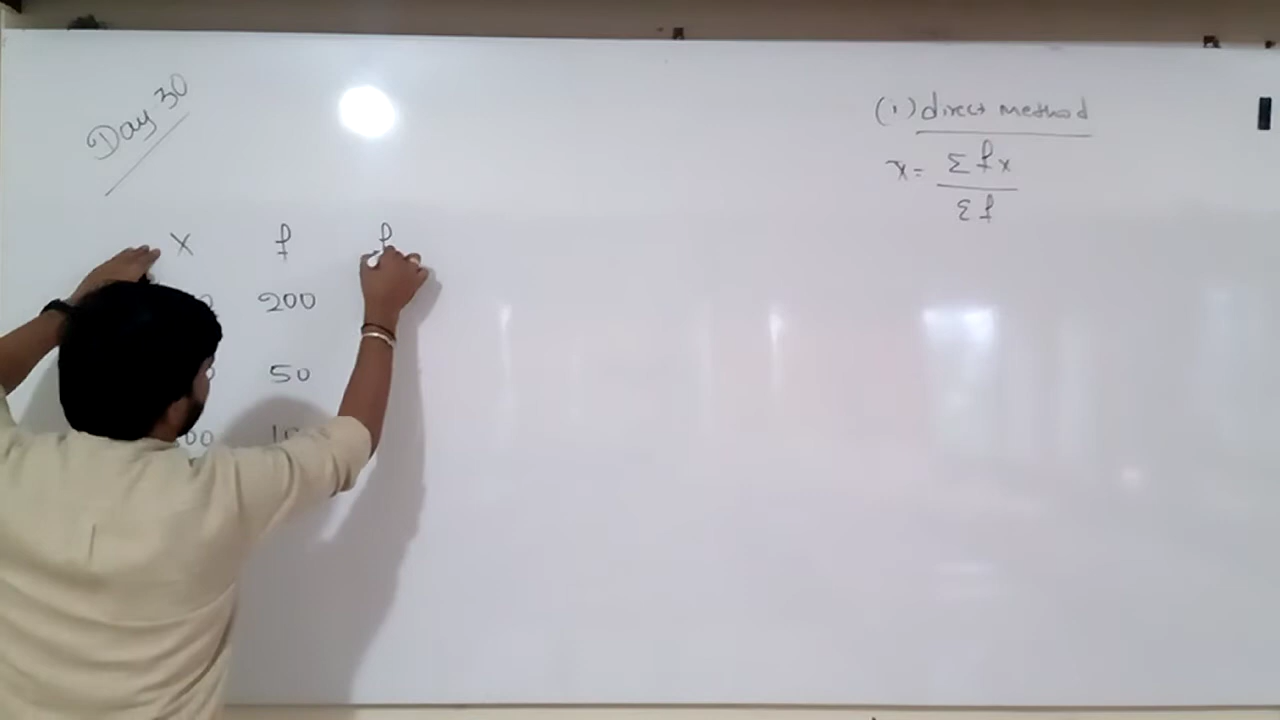 Day 30
(1) direct method
x = Σfx
Σf
x f f
200
50